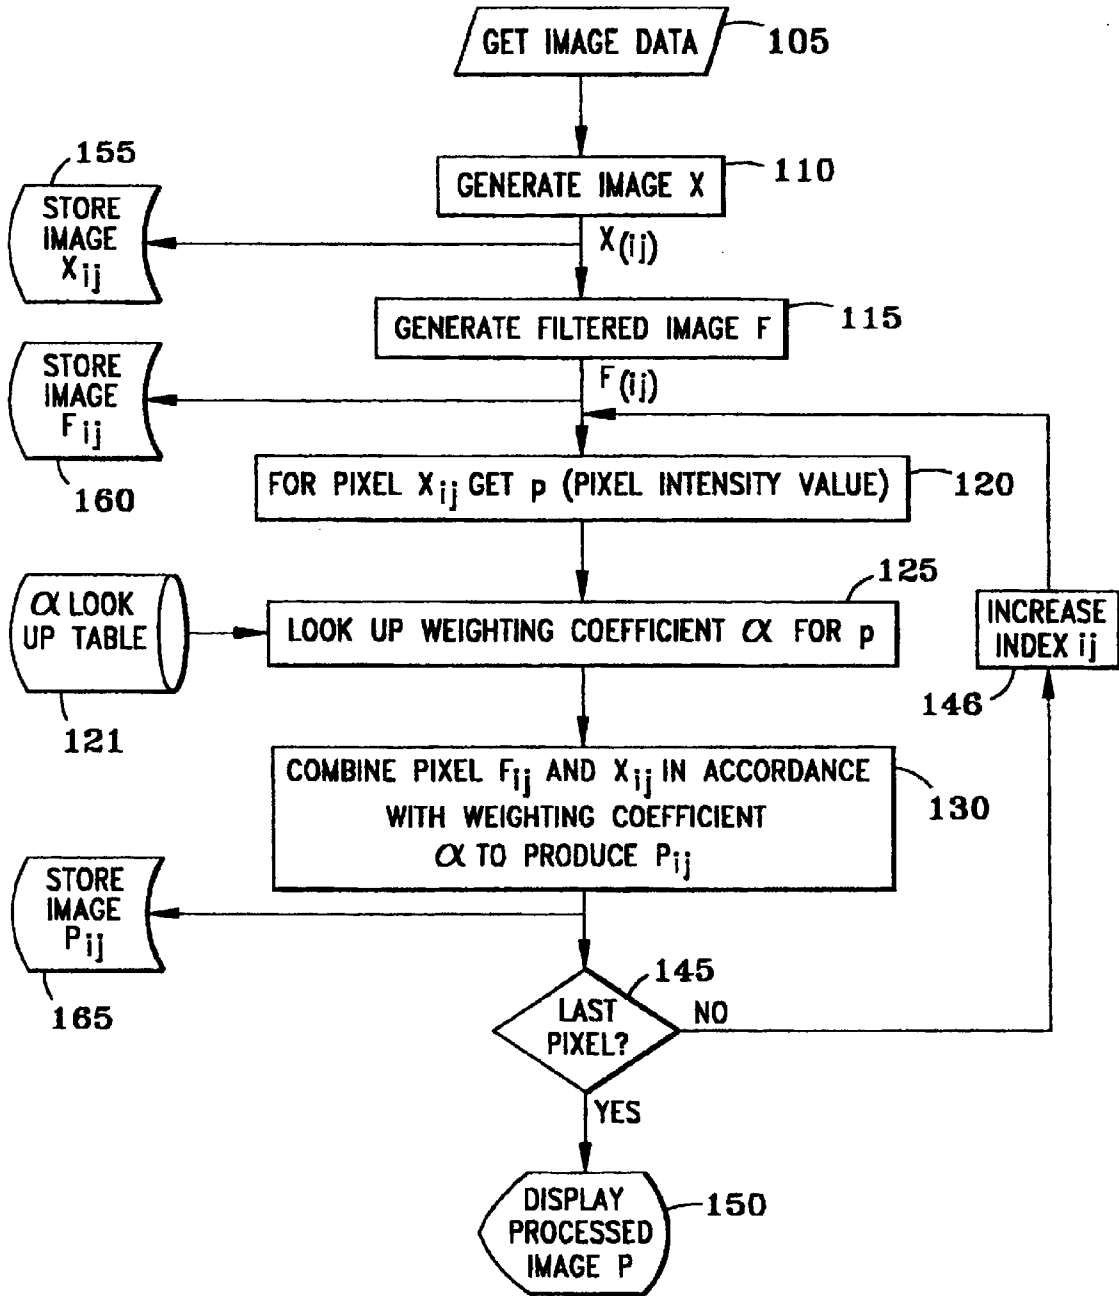 GET IMAGE DATA
105
GENERATE IMAGE X
110
155
STORE
IMAGE
Xij
X(ij)
GENERATE FILTERED IMAGE F
115
STORE
IMAGE
Fij
160
F(ij)
FOR PIXEL Xij GET p (PIXEL INTENSITY VALUE)
120
α LOOK
UP TABLE
121
LOOK UP WEIGHTING COEFFICIENT α FOR p
125
INCREASE
INDEX ij
146
COMBINE PIXEL Fij AND Xij IN ACCORDANCE
WITH WEIGHTING COEFFICIENT
α TO PRODUCE Pij
130
STORE
IMAGE
Pij
165
LAST
PIXEL?
145
NO
YES
DISPLAY
PROCESSED
IMAGE P
150